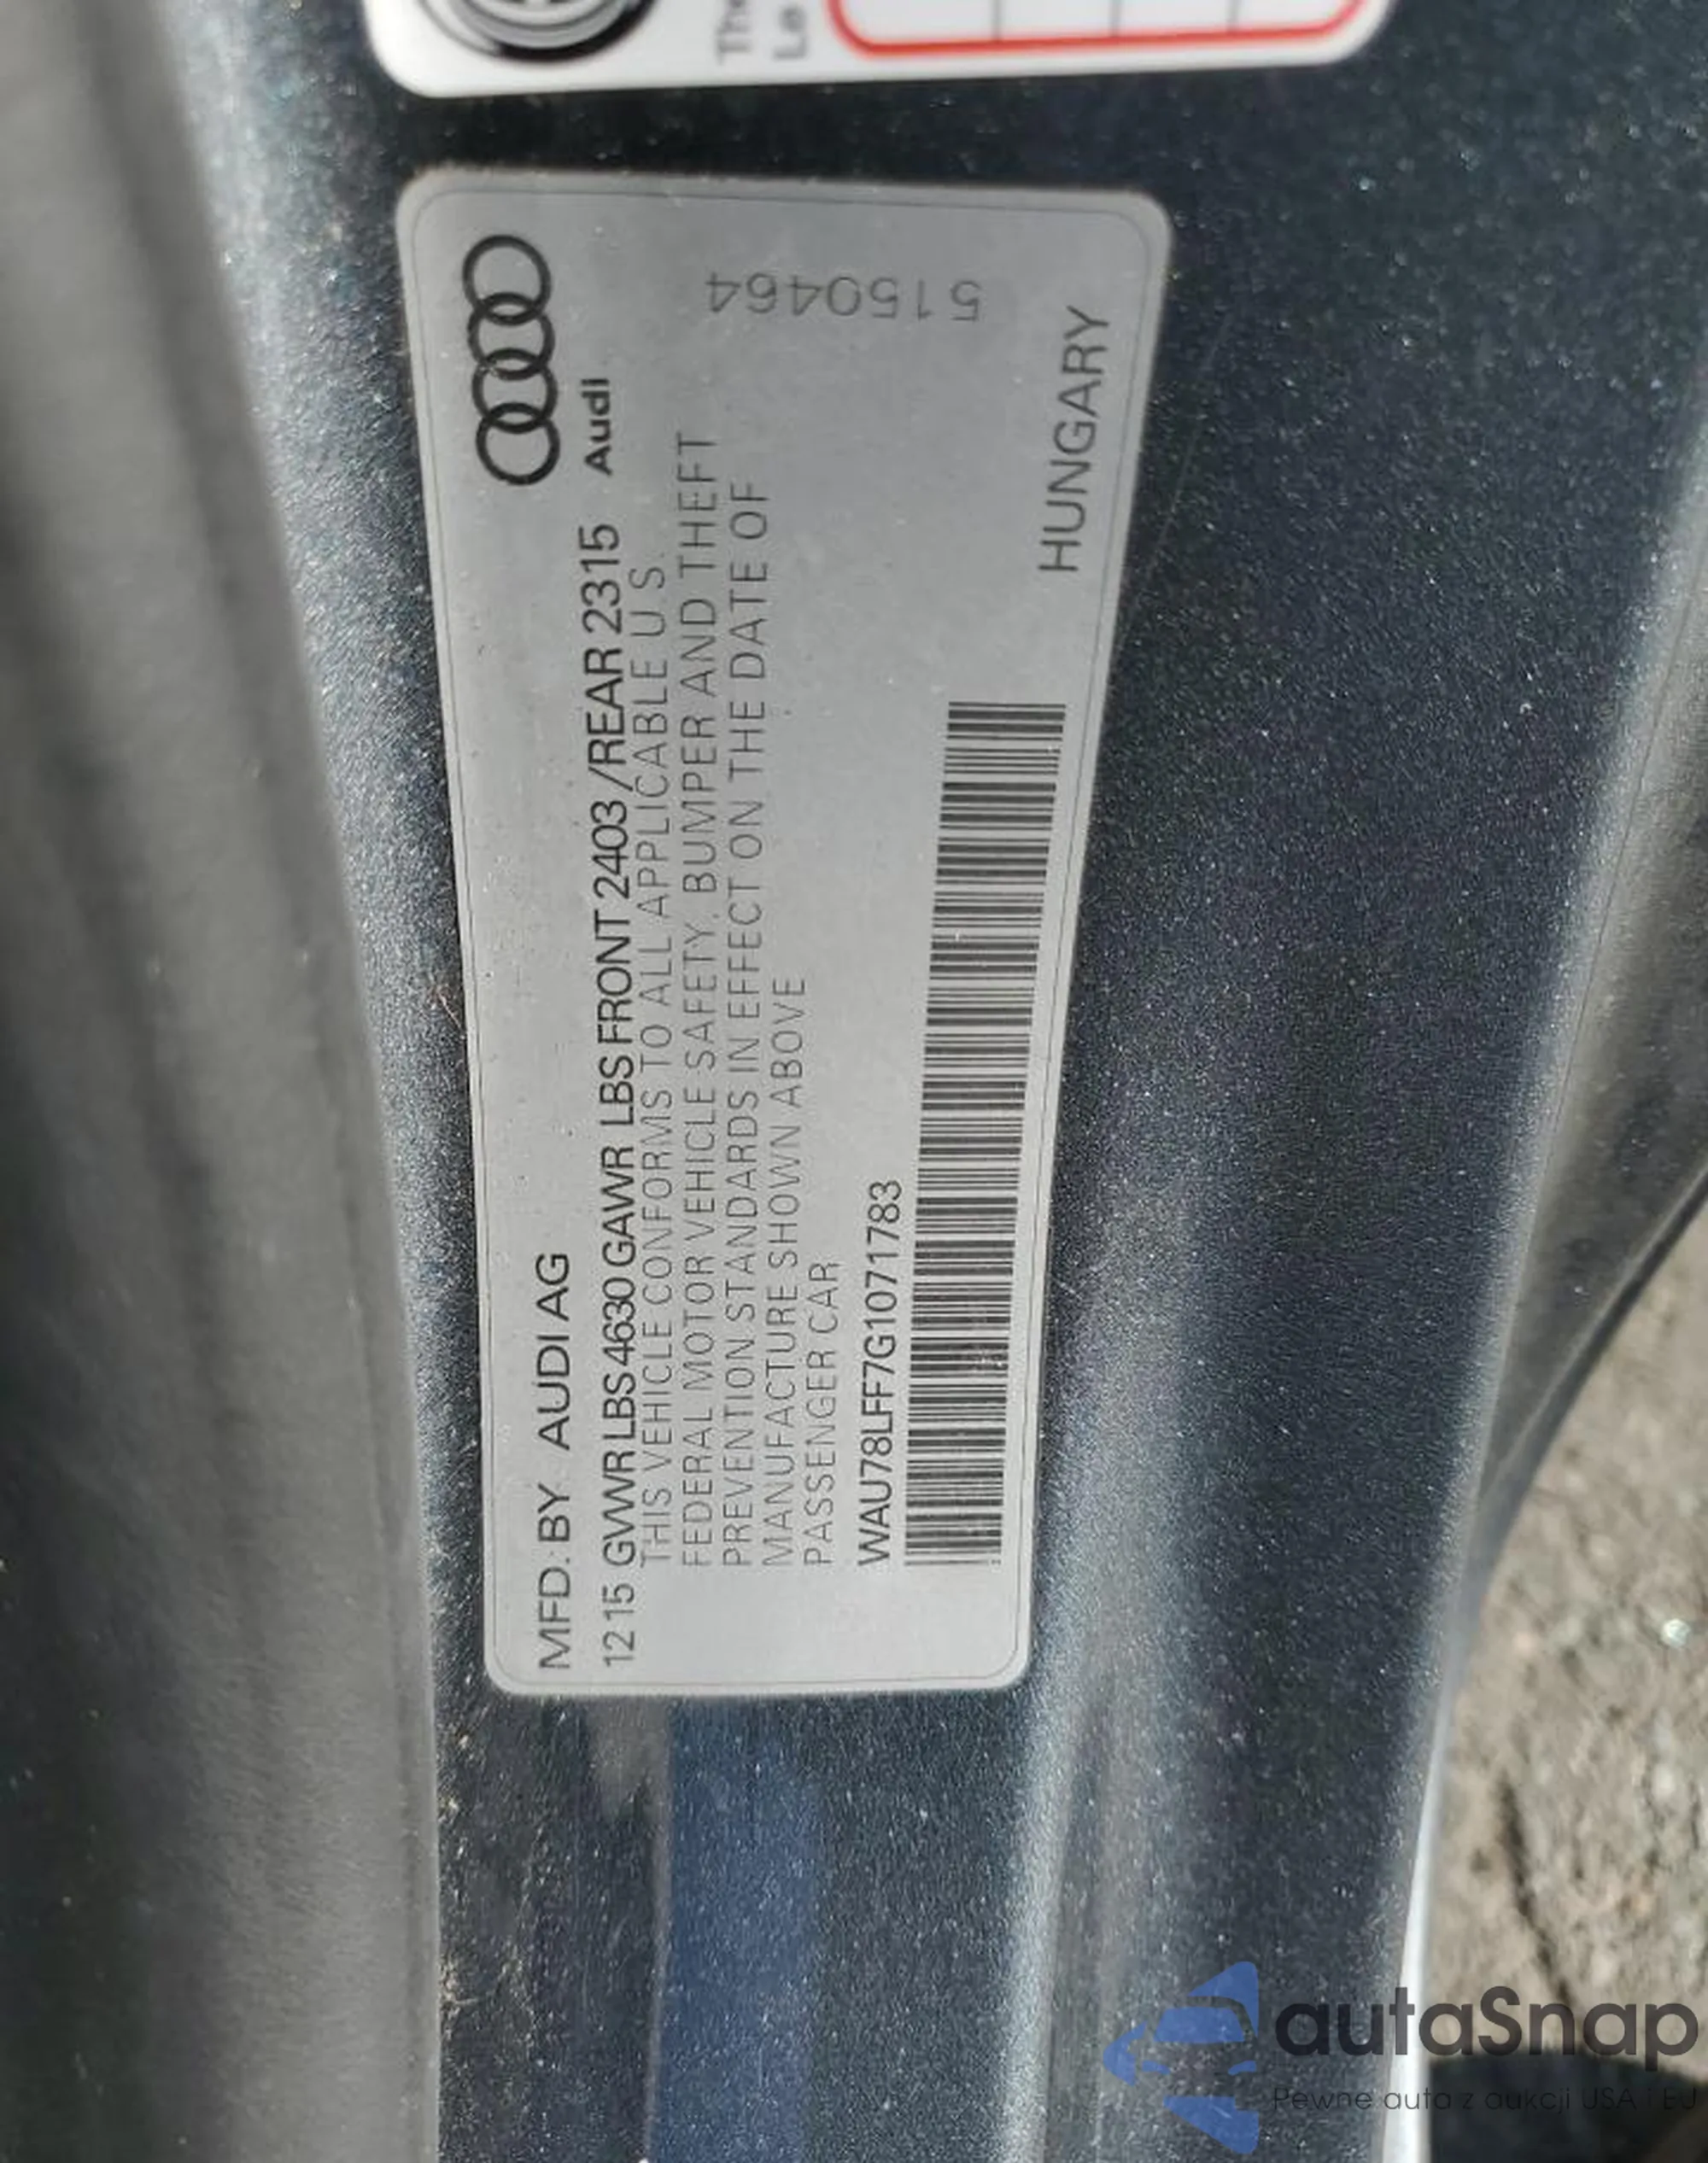 The
La
Audi
5150464
MFD. BY AUDI AG
12 15 GVWR LBS 4630 GAWR LBS FRONT 2403 / REAR 2315
THIS VEHICLE CONFORMS TO ALL APPLICABLE U S.
FEDERAL MOTOR VEHICLE SAFETY, BUMPER AND THEFT
PREVENTION STANDARDS IN EFFECT ON THE DATE OF
MANUFACTURE SHOWN ABOVE
PASSENGER CAR
WAU78LFF7G1071783
HUNGARY
autaSnap
Pewne auta z aukcji USA i EU